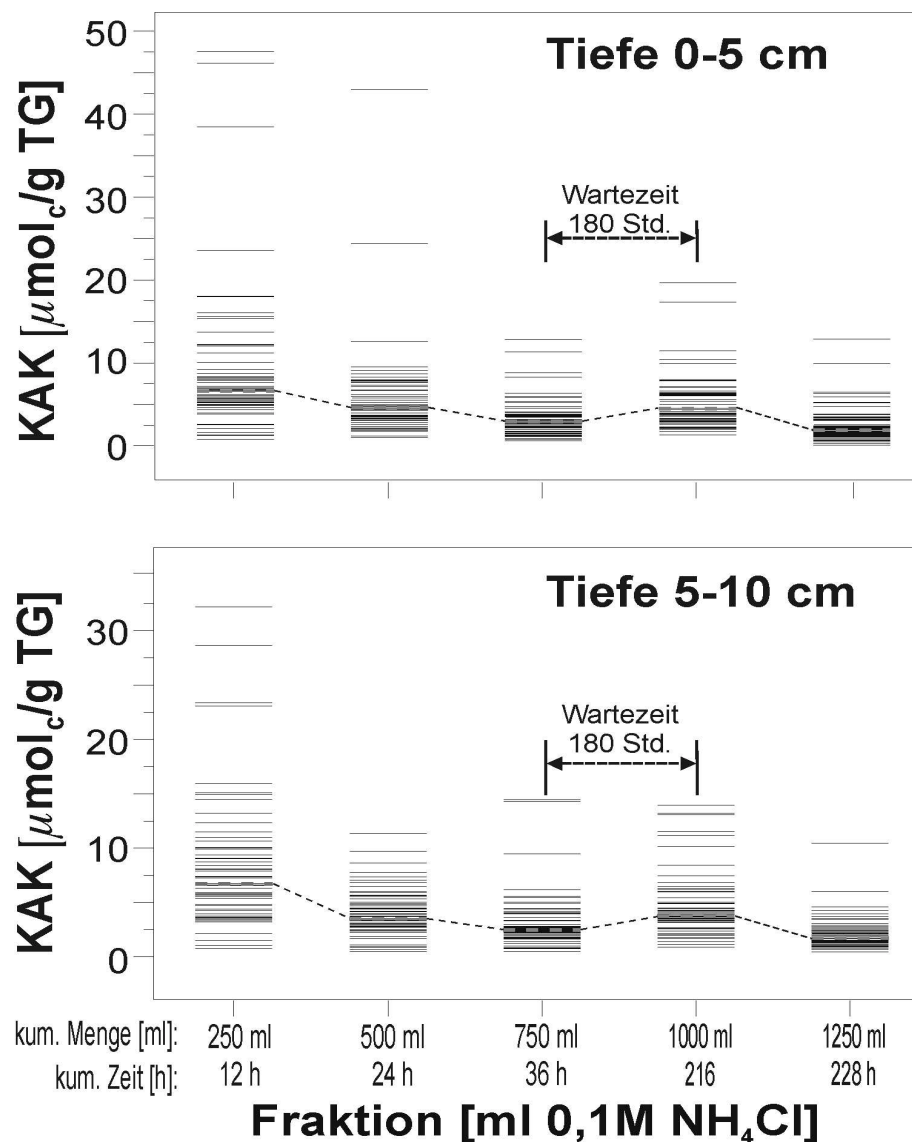 Tiefe 0-5 cm
KAK [μmolc/g TG]
50
40
30
20
10
0
Wartezeit
180 Std.
Tiefe 5-10 cm
KAK [μmolc/g TG]
30
20
10
0
Wartezeit
180 Std.
kum. Menge [ml]: 250 ml 500 ml 750 ml 1000 ml 1250 ml
kum. Zeit [h]: 12 h 24 h 36 h 216 228 h
Fraktion [ml 0,1M NH₄Cl]